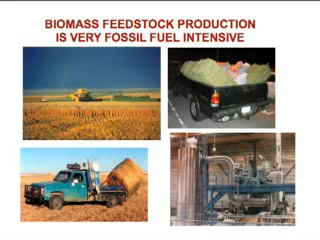 BIOMASS FEEDSTOCK PRODUCTION
IS VERY FOSSIL FUEL INTENSIVE